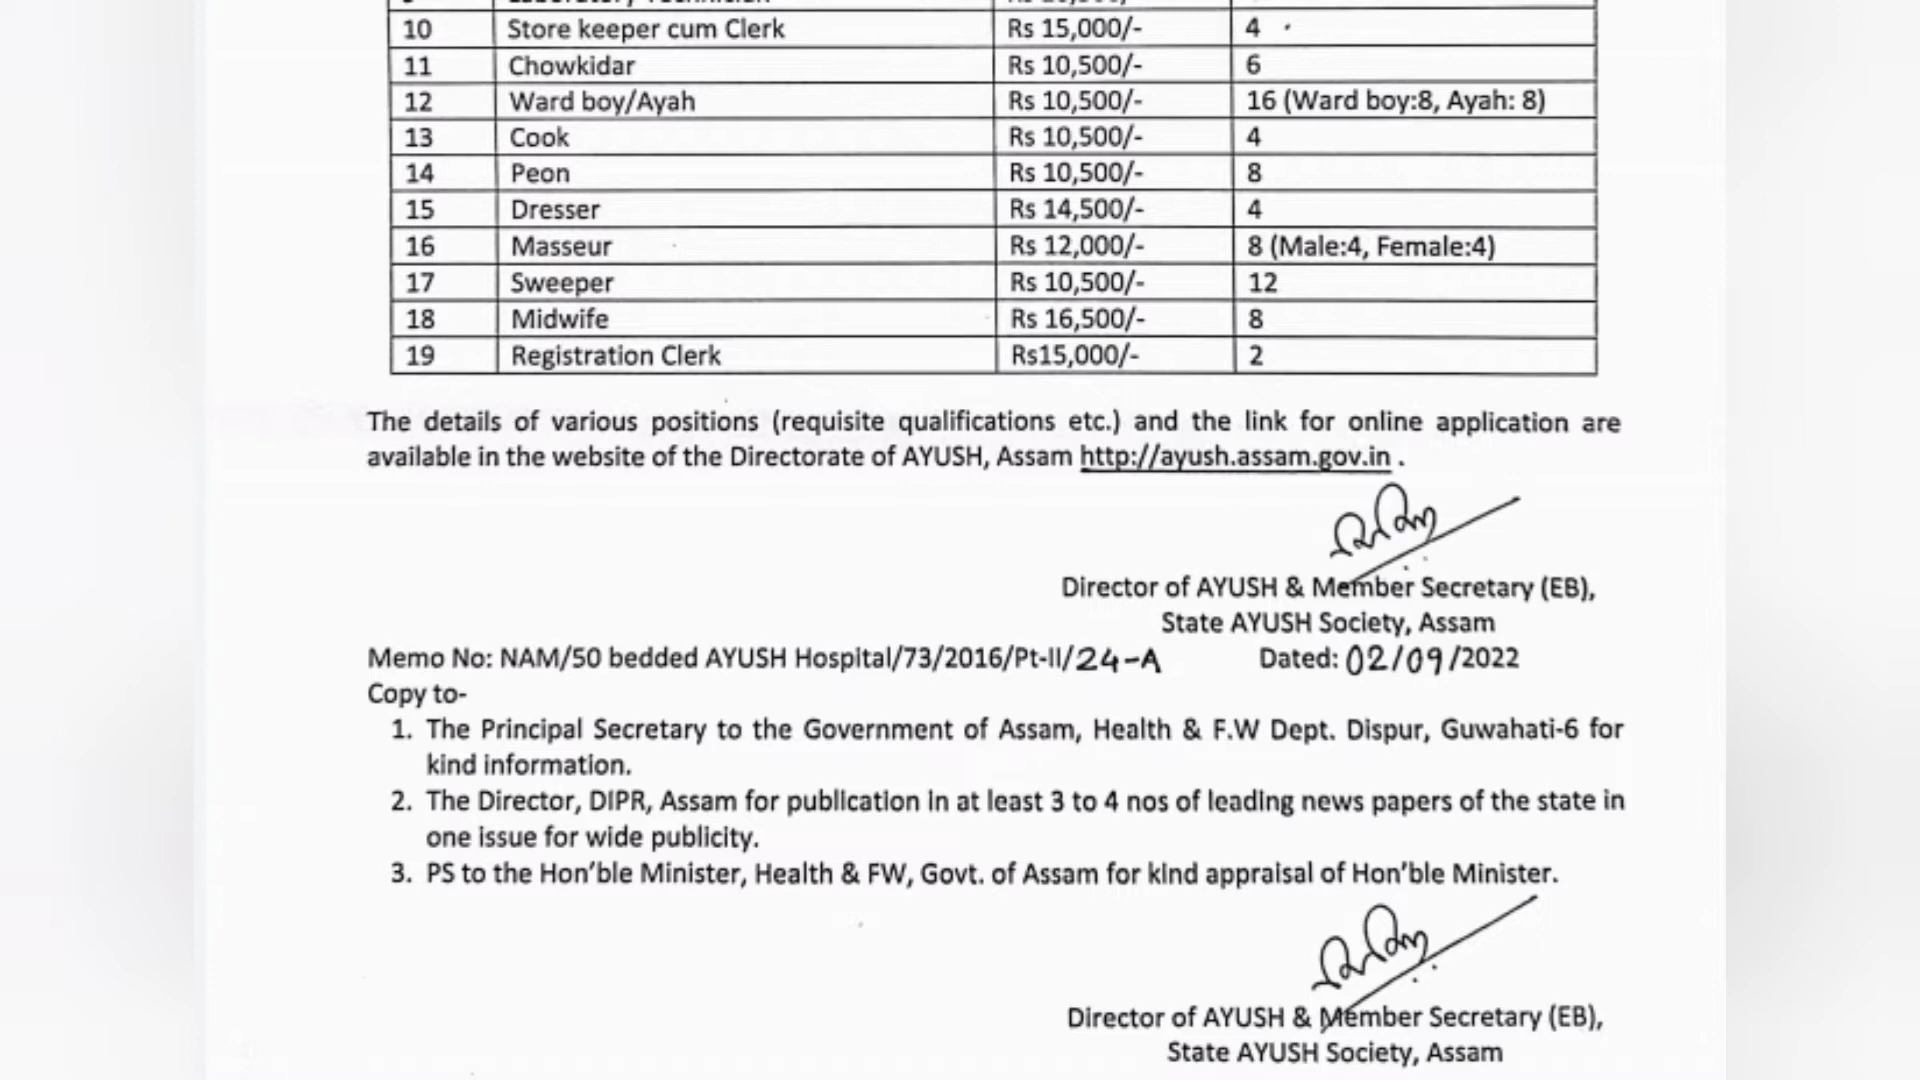 10 Store keeper cum Clerk Rs 15,000/- 4
11 Chowkidar Rs 10,500/- 6
12 Ward boy/Ayah Rs 10,500/- 16 (Ward boy:8, Ayah: 8)
13 Cook Rs 10,500/- 4
14 Peon Rs 10,500/- 8
15 Dresser Rs 14,500/- 4
16 Masseur Rs 12,000/- 8 (Male:4, Female:4)
17 Sweeper Rs 10,500/- 12
18 Midwife Rs 16,500/- 8
19 Registration Clerk Rs15,000/- 2
The details of various positions (requisite qualifications etc.) and the link for online application are
available in the website of the Directorate of AYUSH, Assam http://ayush.assam.gov.in .
Director of AYUSH & Member Secretary (EB),
State AYUSH Society, Assam
Memo No: NAM/50 bedded AYUSH Hospital/73/2016/Pt-II/24-A Dated: 02/09/2022
Copy to-
1. The Principal Secretary to the Government of Assam, Health & F.W Dept. Dispur, Guwahati-6 for
kind information.
2. The Director, DIPR, Assam for publication in at least 3 to 4 nos of leading news papers of the state in
one issue for wide publicity.
3. PS to the Hon'ble Minister, Health & FW, Govt. of Assam for kind appraisal of Hon'ble Minister.
Director of AYUSH & Member Secretary (EB),
State AYUSH Society, Assam